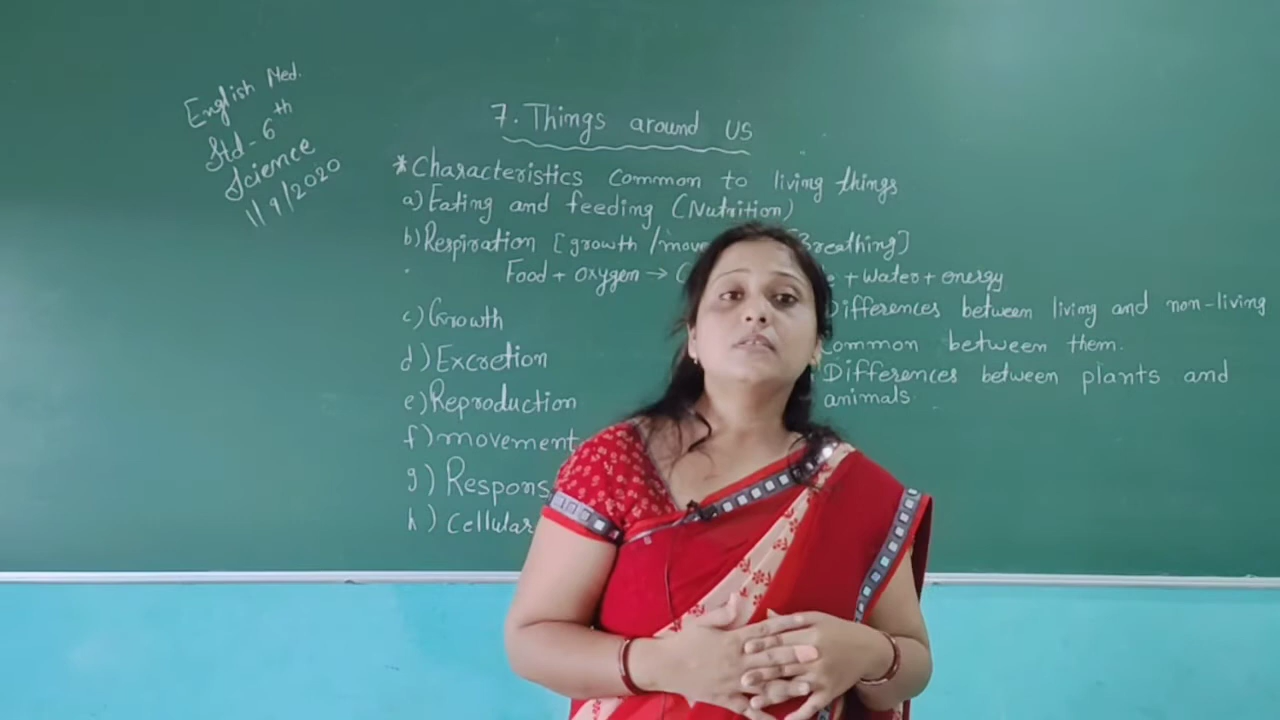 English Med.
Std - 6th
Science
11/9/2020
7. Things around us
* Characteristics common to living things
a) Eating and feeding (Nutrition)
b) Respiration [growth / move Breathing]
Food + oxygen → + water + energy
c) Growth
d) Excretion
e) Reproduction
f) movement
g) Respons
h) Cellular
Differences between living and non-living
Common between them.
Differences between plants and
animals.